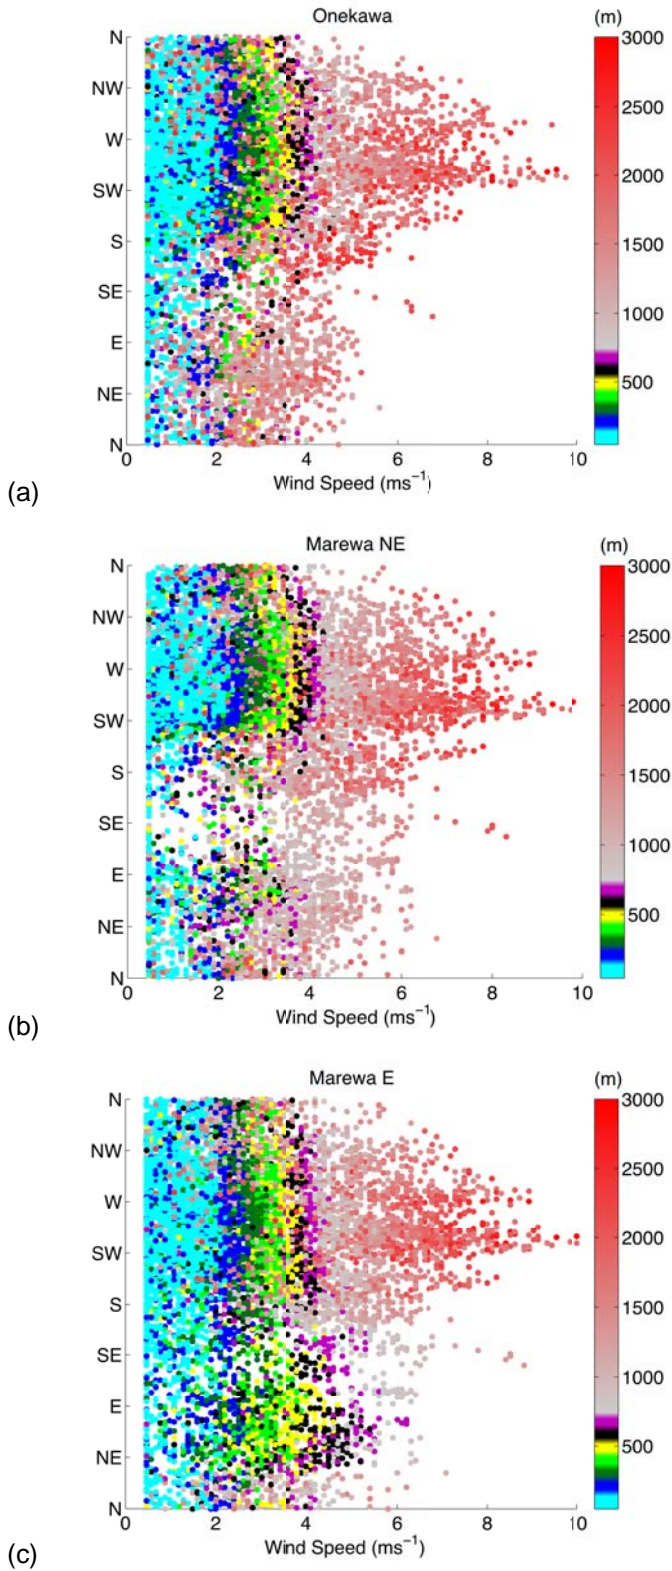 Onekawa
(m)
N
NW
W
SW
S
SE
E
NE
N
3000
2500
2000
1500
1000
500
0 2 4 6 8 10
Wind Speed (ms⁻¹)
(a)
Marewa NE
(m)
N
NW
W
SW
S
SE
E
NE
N
3000
2500
2000
1500
1000
500
0 2 4 6 8 10
Wind Speed (ms⁻¹)
(b)
Marewa E
(m)
N
NW
W
SW
S
SE
E
NE
N
3000
2500
2000
1500
1000
500
0 2 4 6 8 10
Wind Speed (ms⁻¹)
(c)